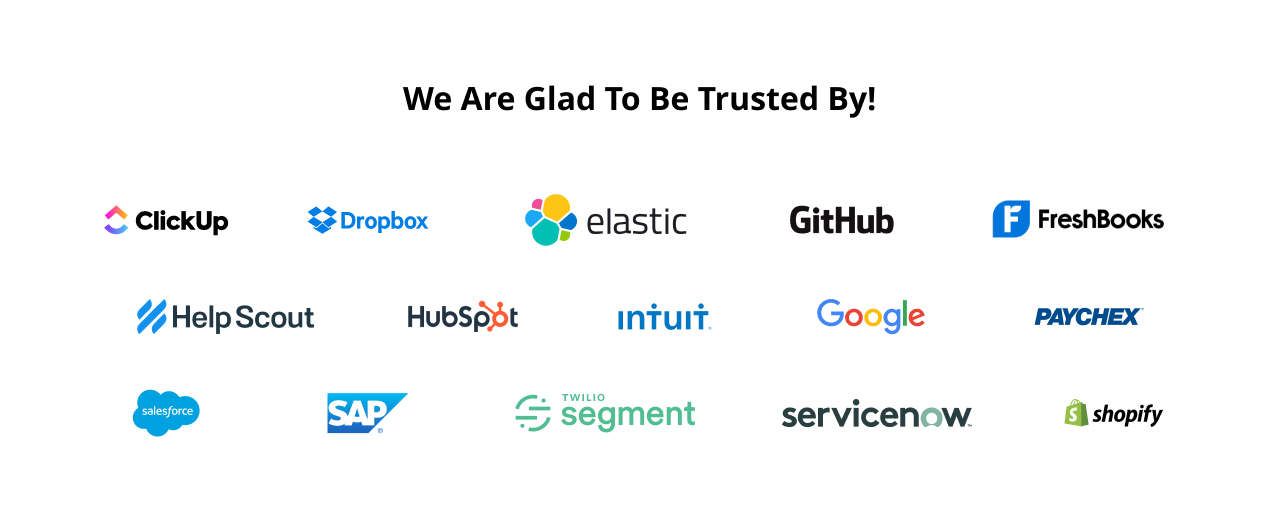 We Are Glad To Be Trusted By!
ClickUp
Dropbox
elastic
GitHub
FreshBooks
Help Scout
HubSpot
intuit
Google
PAYCHEX
salesforce
SAP
TWILIO
segment
servicenow
shopify